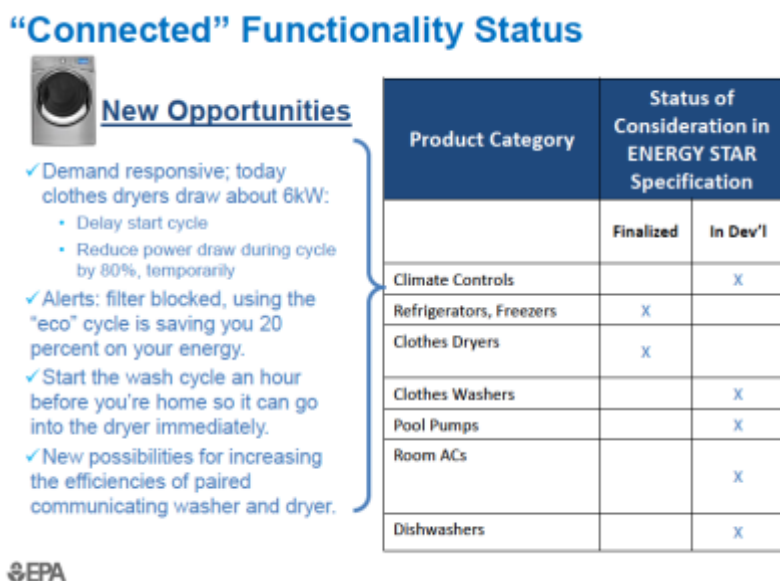 “Connected” Functionality Status
New Opportunities
✓Demand responsive; today
clothes dryers draw about 6kW:
• Delay start cycle
• Reduce power draw during cycle
by 80%, temporarily
✓Alerts: filter blocked, using the
“eco” cycle is saving you 20
percent on your energy.
✓Start the wash cycle an hour
before you’re home so it can go
into the dryer immediately.
✓New possibilities for increasing
the efficiencies of paired
communicating washer and dryer.
Product Category
Status of
Consideration in
ENERGY STAR
Specification
Finalized In Dev’l
Climate Controls X
Refrigerators, Freezers X
Clothes Dryers X
Clothes Washers X
Pool Pumps X
Room ACs X
Dishwashers X
EPA